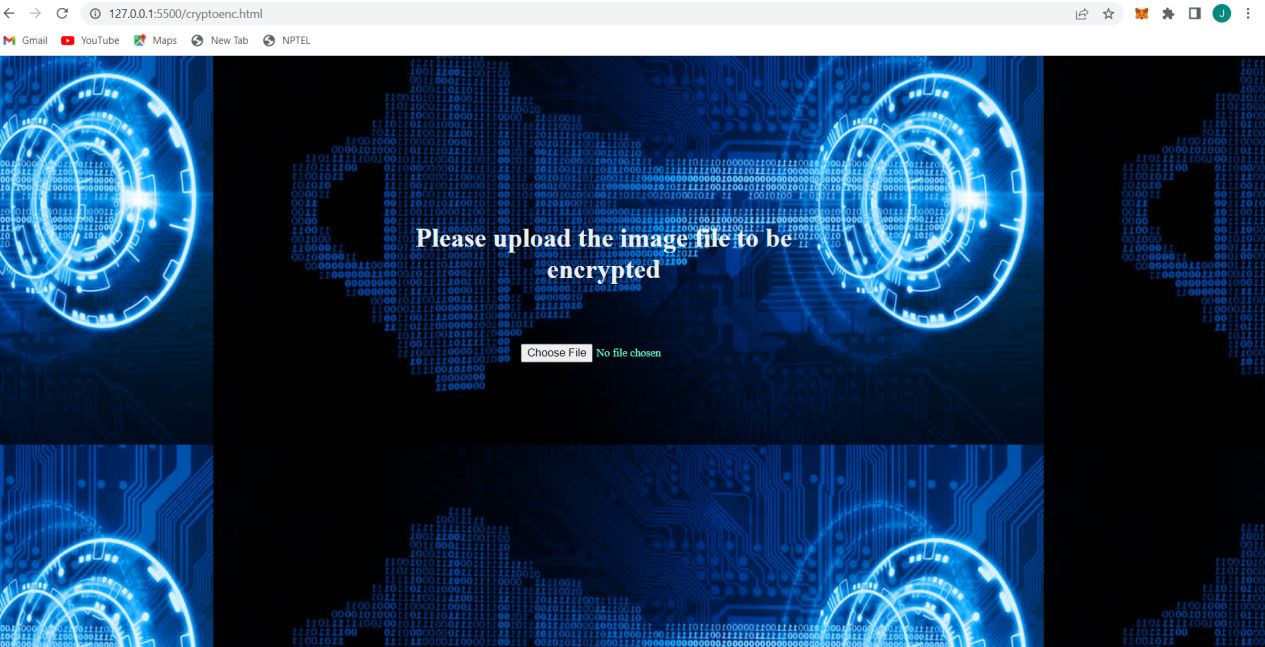 127.0.0.1:5500/cryptoenc.html
J
Gmail YouTube Maps New Tab NPTEL
Please upload the image file to be
encrypted
Choose File No file chosen